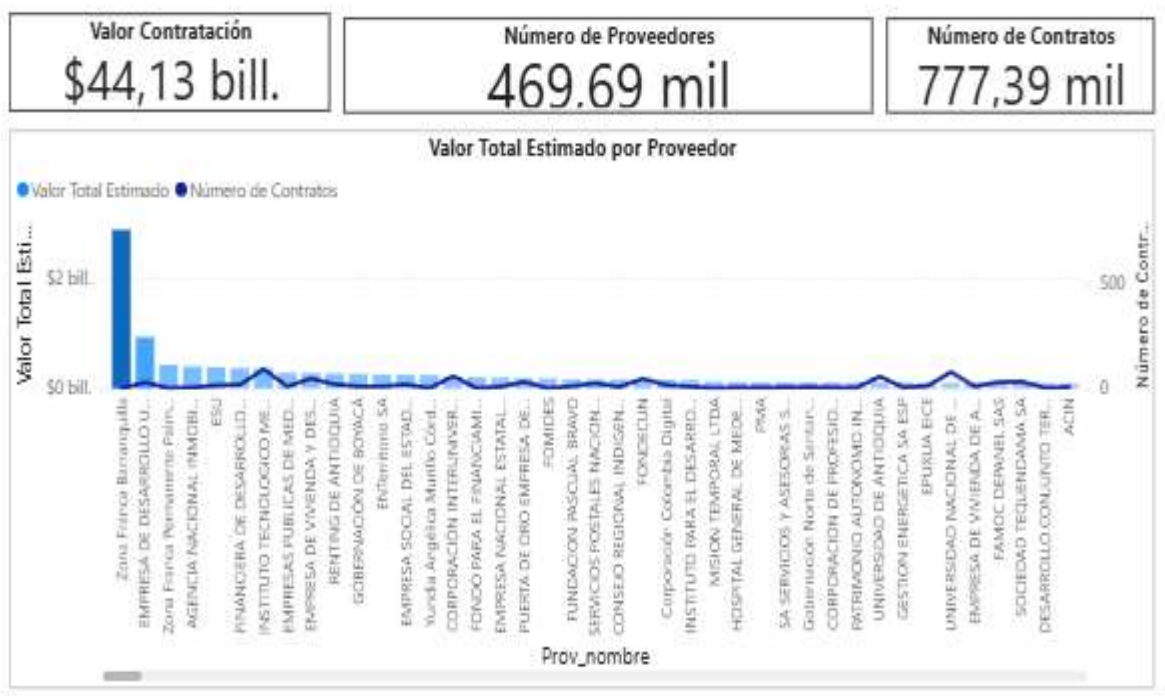 Valor Contratación
$44,13 bill.
Número de Proveedores
469.69 mil
Número de Contratos
777,39 mil
Valor Total Estimado por Proveedor
Valor Total Estimado
Número de Contratos
Valor Total Esti...
$2 bill.
$0 bill.
500
0
Número de Contr...
Zona Franca Barranquilla
EMPRESA DE DESARROLLO U...
Zona Franca Permanente Palm...
AGENCIA NACIONAL INMOBI...
ESU
FINANCIERA DE DESARROLLO...
INSTITUTO TECNOLOGICO ME...
EMPRESAS PUBLICAS DE MED...
EMPRESA DE VIVIENDA Y DES...
RENTING DE ANTIOQUIA
GOBERNACIÓN DE BOYACÁ
ENTerritorio SA
EMPRESA SOCIAL DEL ESTAD...
Yundia Angélica Murillo Córd...
CORPORACION INTERUNIVER...
FONDO PARA EL FINANCIAMI...
EMPRESA NACIONAL ESTATAL...
PUERTA DE ORO EMPRESA DE...
FOMIDES
FUNDACION PASCUAL BRAVO
SERVICIOS POSTALES NACION...
CONSEJO REGIONAL INDIGEN...
FONDECUN
Corporación Colombia Digital
INSTITUTO PARA EL DESARRO...
MISION TEMPORAL LTDA
HOSPITAL GENERAL DE MEDE...
PMA
SA SERVICIOS Y ASESORIAS S...
Gobernación Norte de Santan...
CORPORACION DE PROFESIO...
PATRIMONIO AUTONOMO IN...
UNIVERSIDAD DE ANTIOQUIA
GESTION ENERGETICA SA ESP
EPUXUA EICE
UNIVERSIDAD NACIONAL DE ...
EMPRESA DE VIVIENDA DE A...
FAMOC DEPANEL SAS
SOCIEDAD TEQUENDAMA SA
DESARROLLO CONJUNTO TER...
ACIN
Prov_nombre